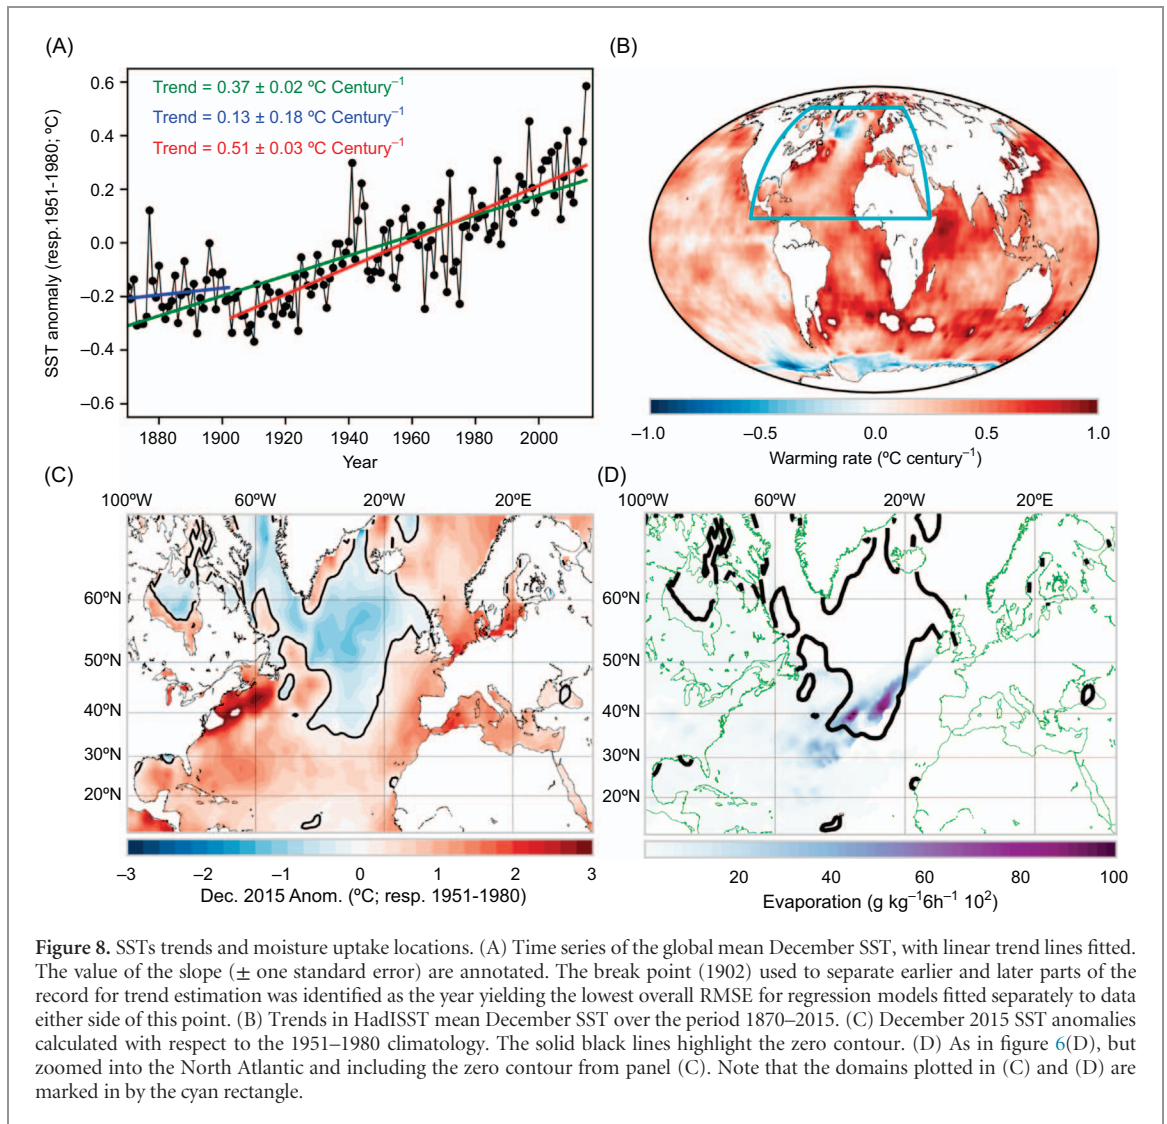 (A)
Trend = 0.37 ± 0.02 ºC Century⁻¹
Trend = 0.13 ± 0.18 ºC Century⁻¹
Trend = 0.51 ± 0.03 ºC Century⁻¹
SST anomaly (resp. 1951-1980; ºC)
0.6
0.4
0.2
0.0
–0.2
–0.4
–0.6
1880 1900 1920 1940 1960 1980 2000
Year
(B)
–1.0 –0.5 0.0 0.5 1.0
Warming rate (ºC century⁻¹)
(C)
100ºW 60ºW 20ºW 20ºE
60ºN
50ºN
40ºN
30ºN
20ºN
–3 –2 –1 0 1 2 3
Dec. 2015 Anom. (ºC; resp. 1951-1980)
(D)
100ºW 60ºW 20ºW 20ºE
60ºN
50ºN
40ºN
30ºN
20ºN
20 40 60 80 100
Evaporation (g kg⁻¹6h⁻¹ 10²)
Figure 8. SSTs trends and moisture uptake locations. (A) Time series of the global mean December SST, with linear trend lines fitted.
The value of the slope (± one standard error) are annotated. The break point (1902) used to separate earlier and later parts of the
record for trend estimation was identified as the year yielding the lowest overall RMSE for regression models fitted separately to data
either side of this point. (B) Trends in HadISST mean December SST over the period 1870–2015. (C) December 2015 SST anomalies
calculated with respect to the 1951–1980 climatology. The solid black lines highlight the zero contour. (D) As in figure 6(D), but
zoomed into the North Atlantic and including the zero contour from panel (C). Note that the domains plotted in (C) and (D) are
marked in by the cyan rectangle.